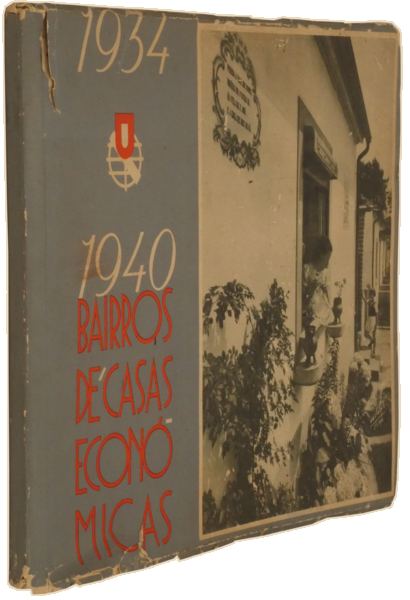 1934
1940
BAIRROS
DE CASAS
ECONÓ-
MICAS